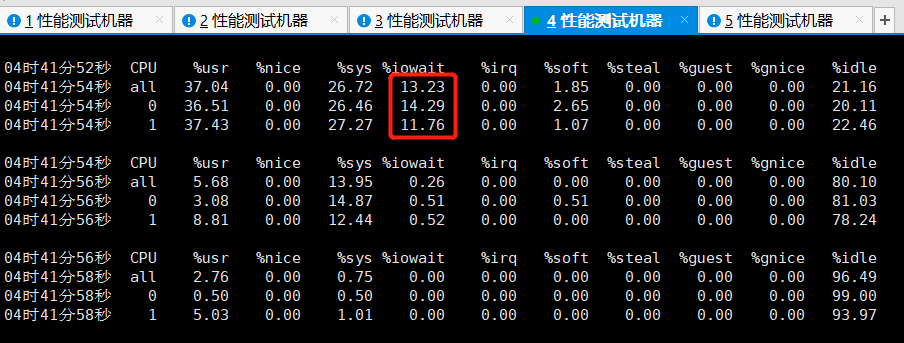 1 性能测试机器 2 性能测试机器 3 性能测试机器 4 性能测试机器 5 性能测试机器
04时41分52秒 CPU %usr %nice %sys %iowait %irq %soft %steal %guest %gnice %idle
04时41分54秒 all 37.04 0.00 26.72 13.23 0.00 1.85 0.00 0.00 0.00 21.16
04时41分54秒 0 36.51 0.00 26.46 14.29 0.00 2.65 0.00 0.00 0.00 20.11
04时41分54秒 1 37.43 0.00 27.27 11.76 0.00 1.07 0.00 0.00 0.00 22.46
04时41分54秒 CPU %usr %nice %sys %iowait %irq %soft %steal %guest %gnice %idle
04时41分56秒 all 5.68 0.00 13.95 0.26 0.00 0.00 0.00 0.00 0.00 80.10
04时41分56秒 0 3.08 0.00 14.87 0.51 0.00 0.51 0.00 0.00 0.00 81.03
04时41分56秒 1 8.81 0.00 12.44 0.52 0.00 0.00 0.00 0.00 0.00 78.24
04时41分56秒 CPU %usr %nice %sys %iowait %irq %soft %steal %guest %gnice %idle
04时41分58秒 all 2.76 0.00 0.75 0.00 0.00 0.00 0.00 0.00 0.00 96.49
04时41分58秒 0 0.50 0.00 0.50 0.00 0.00 0.00 0.00 0.00 0.00 99.00
04时41分58秒 1 5.03 0.00 1.01 0.00 0.00 0.00 0.00 0.00 0.00 93.97